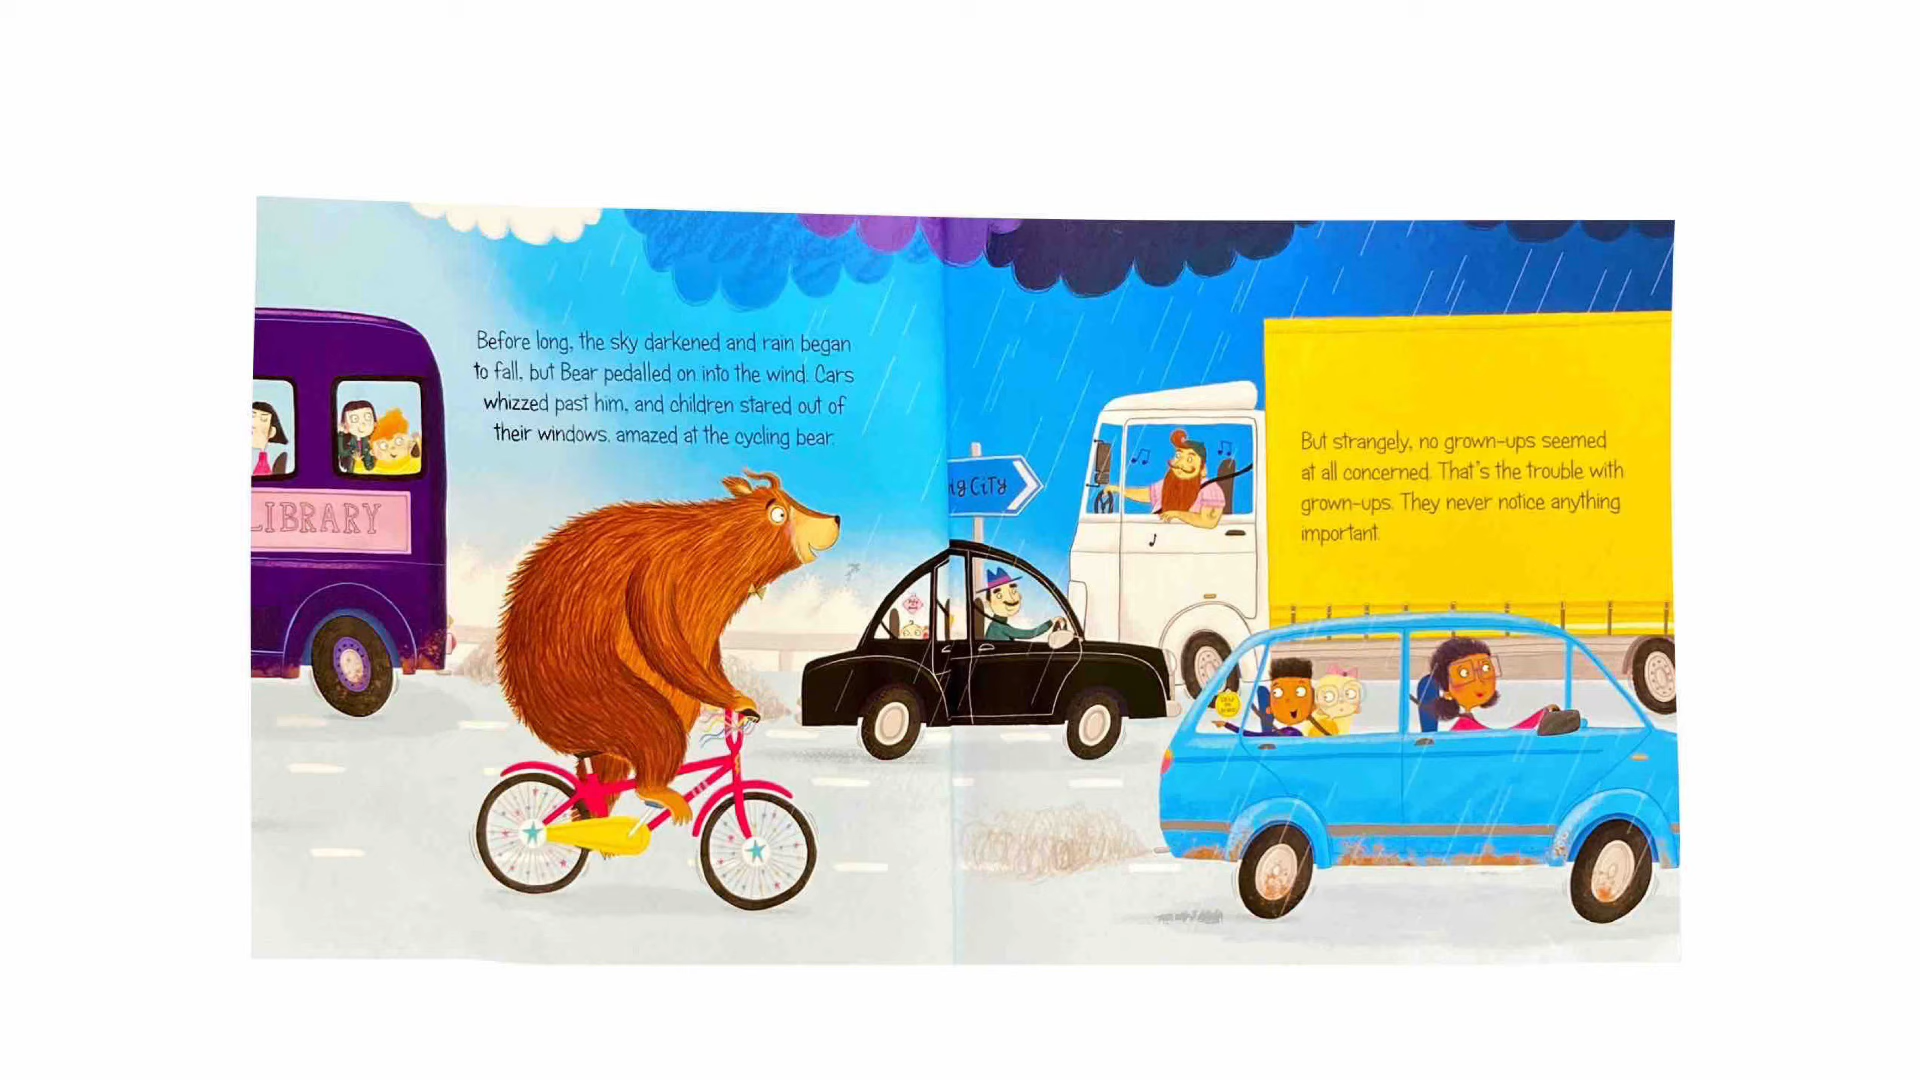 Before long, the sky darkened and rain began
to fall, but Bear pedalled on into the wind. Cars
whizzed past him, and children stared out of
their windows, amazed at the cycling bear.
LIBRARY
ig CiTy
But strangely, no grown-ups seemed
at all concerned. That's the trouble with
grown-ups. They never notice anything
important.